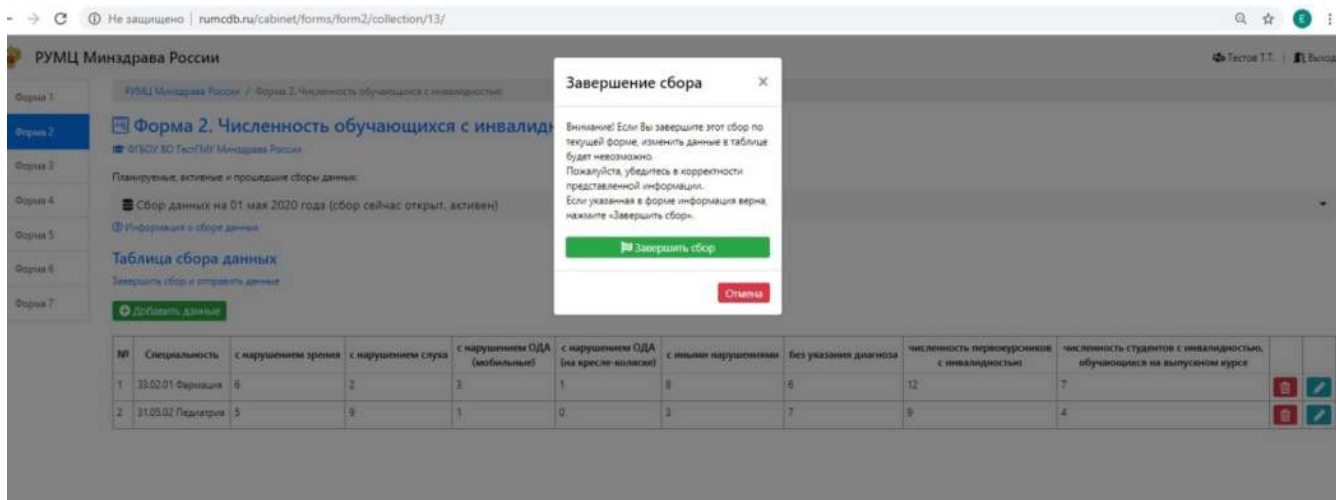 Не защищено | rumcdb.ru/cabinet/forms/form2/collection/13/
E
РУМЦ Минздрава России
Тестов Т.Т. | Выход
Форма 1
Форма 2
Форма 3
Форма 4
Форма 5
Форма 6
Форма 7
РУМЦ Минздрава России / Форма 2. Численность обучающихся с инвалидностью
Форма 2. Численность обучающихся с инвалидн
ФГБОУ ВО ТестГМУ Минздрава России
Планируемые, активные и прошедшие сборы данных:
Сбор данных на 01 мая 2020 года (сбор сейчас открыт, активен)
Информация о сборе данных
Таблица сбора данных
Завершить сбор и отправить данные
Добавить данные
Завершение сбора ×
Внимание! Если Вы завершите этот сбор по
текущей форме, изменить данные в таблице
будет невозможно.
Пожалуйста, убедитесь в корректности
представленной информации.
Если указанная в форме информация верна,
нажмите «Завершить сбор».
Завершить сбор
Отмена
№ Специальность с нарушением зрения с нарушением слуха с нарушением ОДА (мобильные) с нарушением ОДА (на кресле-коляске) с иными нарушениями без указания диагноза численность первокурсников с инвалидностью численность студентов с инвалидностью, обучающихся на выпускном курсе
1 33.02.01 Фармация 6 2 3 1 8 6 12 7
2 31.05.02 Педиатрия 5 9 1 0 3 7 9 4